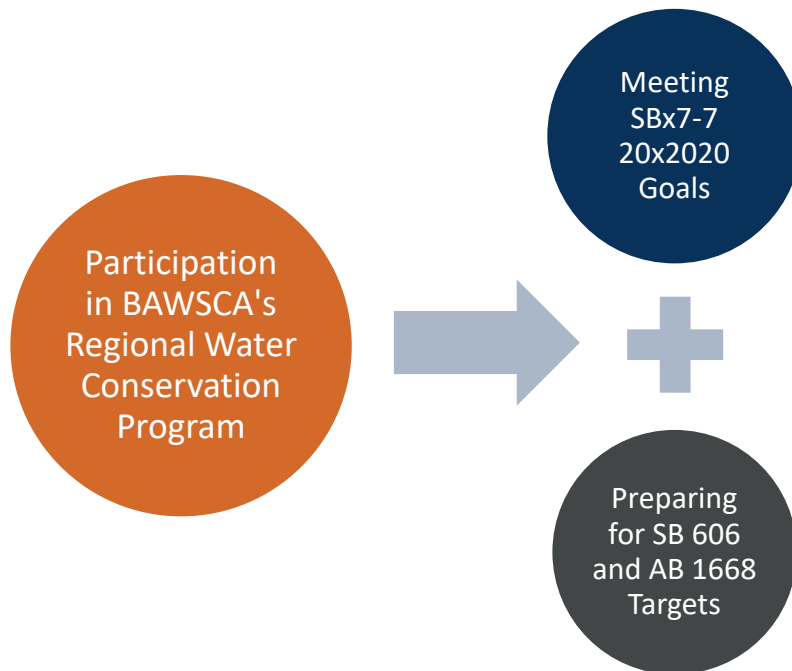 Participation
in BAWSCA's
Regional Water
Conservation
Program
Meeting
SBx7-7
20x2020
Goals
Preparing
for SB 606
and AB 1668
Targets